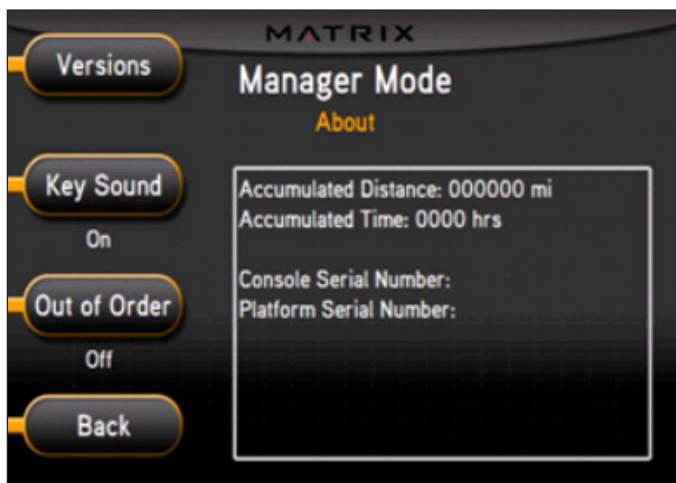 MATRIX
Versions
Manager Mode
About
Key Sound
On
Out of Order
Off
Back
Accumulated Distance: 000000 mi
Accumulated Time: 0000 hrs
Console Serial Number:
Platform Serial Number: